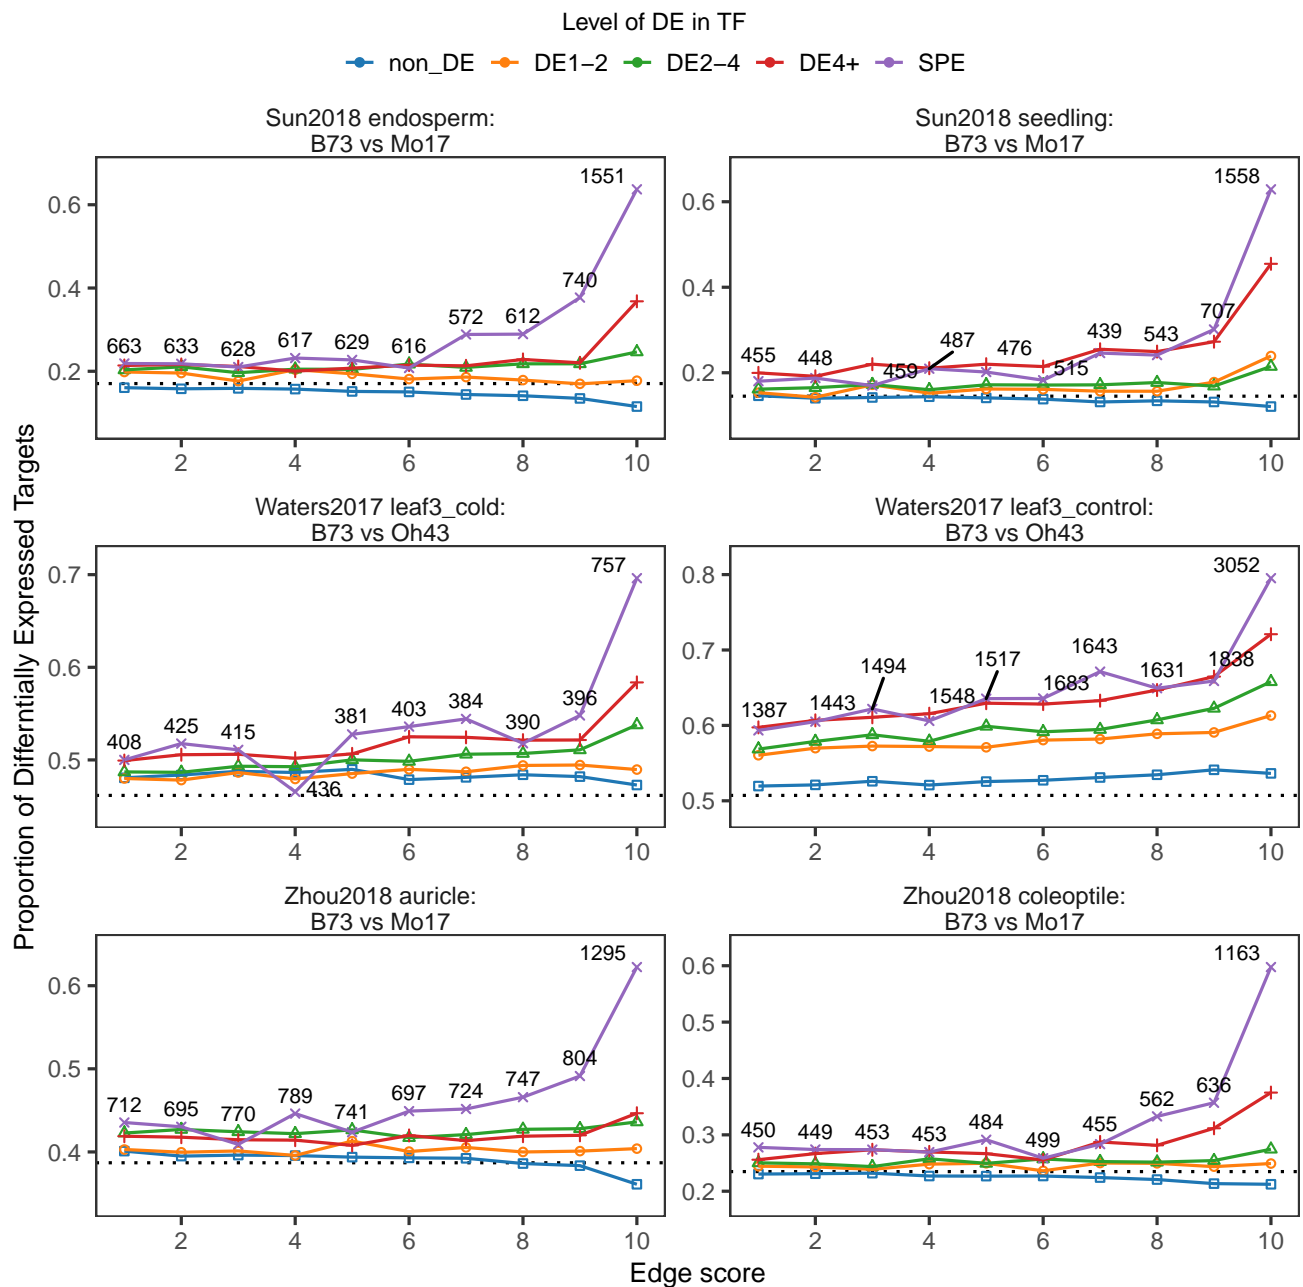 Level of DE in TF
non_DE DE1−2 DE2−4 DE4+ SPE
Sun2018 endosperm:
B73 vs Mo17
0.6
0.4
0.2
1551
740
572 612
663 633 628 617 629 616
2 4 6 8 10
Sun2018 seedling:
B73 vs Mo17
0.6
0.4
0.2
1558
707
455 448 459 487 476 515 439 543
2 4 6 8 10
Waters2017 leaf3_cold:
B73 vs Oh43
0.7
0.6
0.5
757
408 425 415 436 381 403 384 390 396
2 4 6 8 10
Waters2017 leaf3_control:
B73 vs Oh43
0.8
0.7
0.6
0.5
3052
1387 1443 1494 1548 1517 1683 1643 1631 1838
2 4 6 8 10
Zhou2018 auricle:
B73 vs Mo17
0.6
0.5
0.4
1295
712 695 770 789 741 697 724 747 804
2 4 6 8 10
Zhou2018 coleoptile:
B73 vs Mo17
0.6
0.5
0.4
0.3
0.2
1163
450 449 453 453 484 499 455 562 636
2 4 6 8 10
Proportion of Differntially Expressed Targets
Edge score